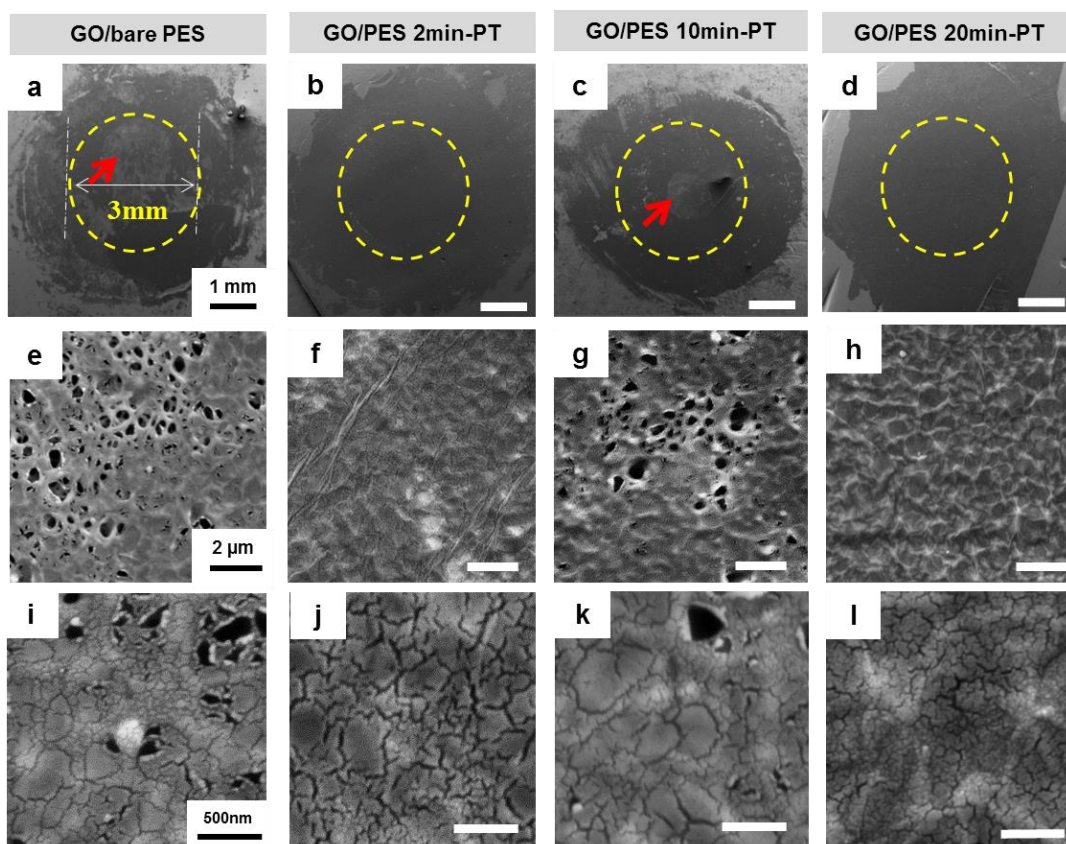 GO/bare PES
GO/PES 2min-PT
GO/PES 10min-PT
GO/PES 20min-PT
a
b
c
d
3mm
1 mm
e
f
g
h
2 µm
i
j
k
l
500nm